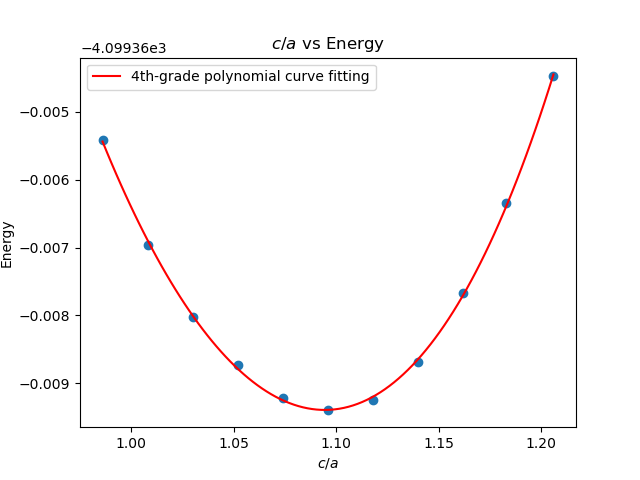 c/a vs Energy
−4.09936e3
4th-grade polynomial curve fitting
−0.005
−0.006
−0.007
−0.008
−0.009
Energy
1.00 1.05 1.10 1.15 1.20
c/a